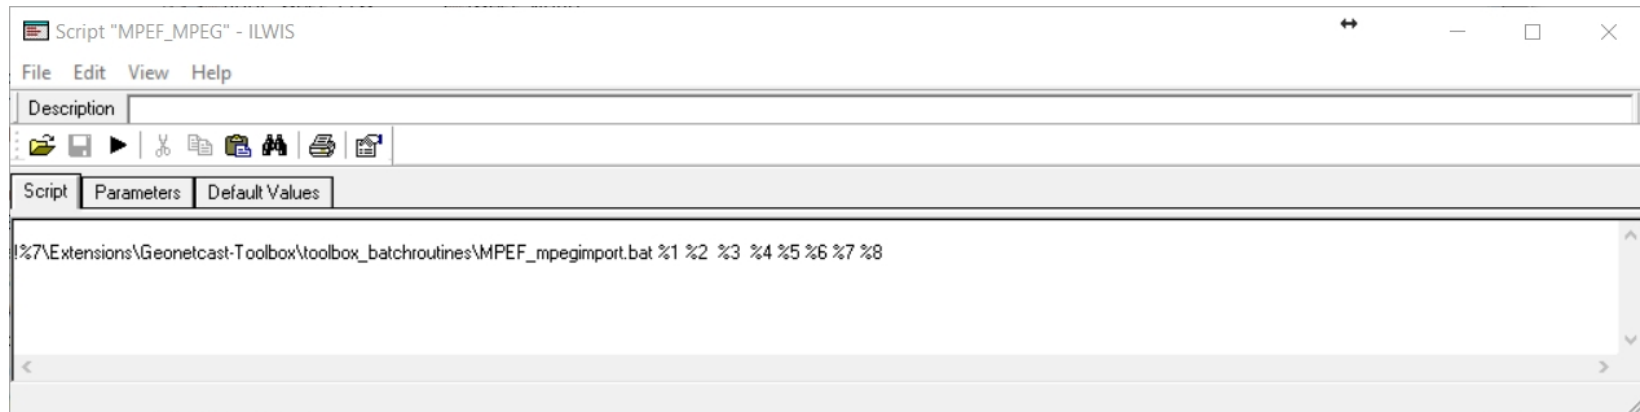 Script "MPEF_MPEG" - ILWIS
File Edit View Help
Description
Script Parameters Default Values
!%7\Extensions\Geonetcast-Toolbox\toolbox_batchroutines\MPEF_mpegimport.bat %1 %2  %3  %4 %5 %6 %7 %8